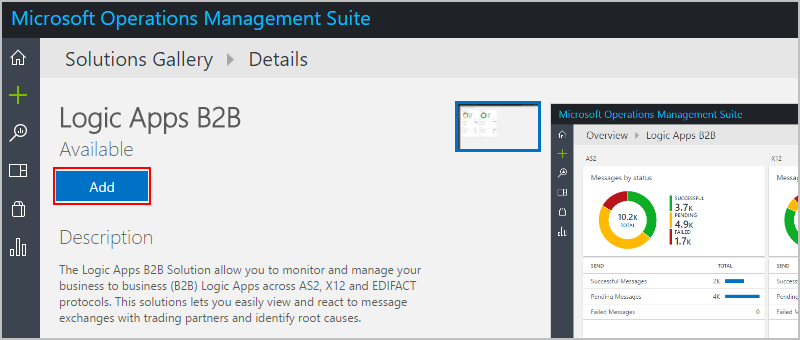 Microsoft Operations Management Suite
Solutions Gallery
Details
Logic Apps B2B
Available
Add
Description
The Logic Apps B2B Solution allow you to monitor and manage your
business to business (B2B) Logic Apps across AS2, X12 and EDIFACT
protocols. This solutions lets you easily view and react to message
exchanges with trading partners and identify root causes.
Microsoft Operations Management Suite
Overview
Logic Apps B2B
AS2
X12
Messages by status
10.2K
TOTAL
SUCCESSFUL
3.7K
PENDING
4.9K
FAILED
1.7K
SEND TOTAL
Successful Messages 2K
Pending Messages 4K
Failed Messages 0